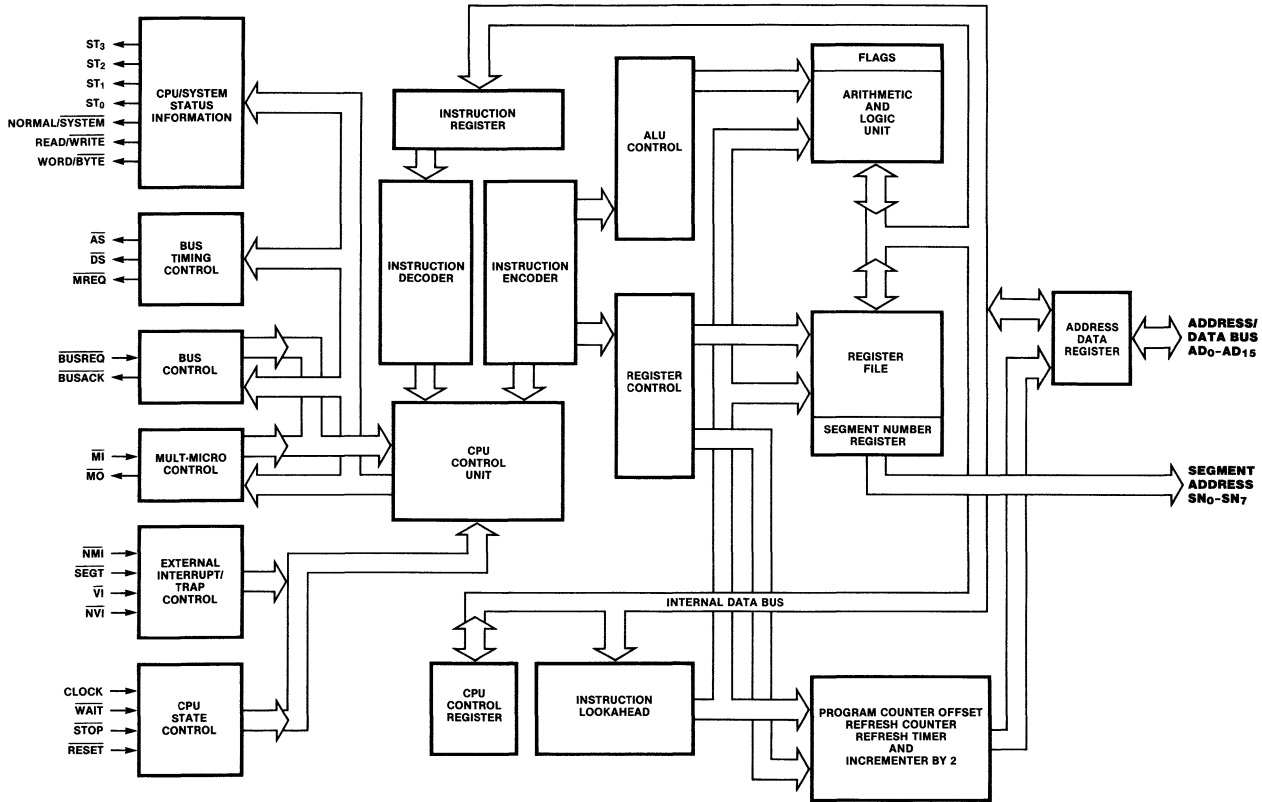 ST3
ST2
ST1
ST0
NORMAL/SYSTEM
READ/WRITE
WORD/BYTE
CPU/SYSTEM
STATUS
INFORMATION
AS
DS
MREQ
BUS
TIMING
CONTROL
BUSREQ
BUSACK
BUS
CONTROL
MI
MO
MULT-MICRO
CONTROL
NMI
SEGT
VI
NVI
EXTERNAL
INTERRUPT/
TRAP
CONTROL
CLOCK
WAIT
STOP
RESET
CPU
STATE
CONTROL
INSTRUCTION
REGISTER
INSTRUCTION
DECODER
INSTRUCTION
ENCODER
CPU
CONTROL
UNIT
ALU
CONTROL
REGISTER
CONTROL
FLAGS
ARITHMETIC
AND
LOGIC
UNIT
REGISTER
FILE
SEGMENT NUMBER
REGISTER
ADDRESS
DATA
REGISTER
ADDRESS/
DATA BUS
AD0-AD15
SEGMENT
ADDRESS
SN0-SN7
INTERNAL DATA BUS
CPU
CONTROL
REGISTER
INSTRUCTION
LOOKAHEAD
PROGRAM COUNTER OFFSET
REFRESH COUNTER
REFRESH TIMER
AND
INCREMENTER BY 2